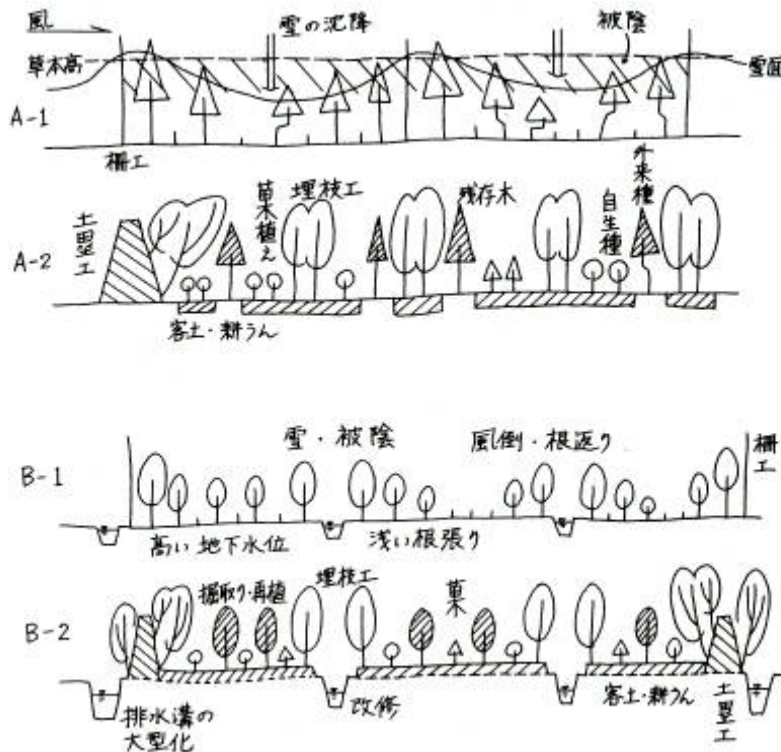 風
雪の沈降
被陰
草本高
雪面
A-1
柵工
外来種
土塁工
苗木植え
埋枝工
残存木
自生種
A-2
客土・耕うん
雪・被陰
風倒・根返り
柵工
B-1
高い地下水位
浅い根張り
掘取り・再植
埋枝工
苗木
B-2
改修
客土・耕うん
土塁工
排水溝の
大型化